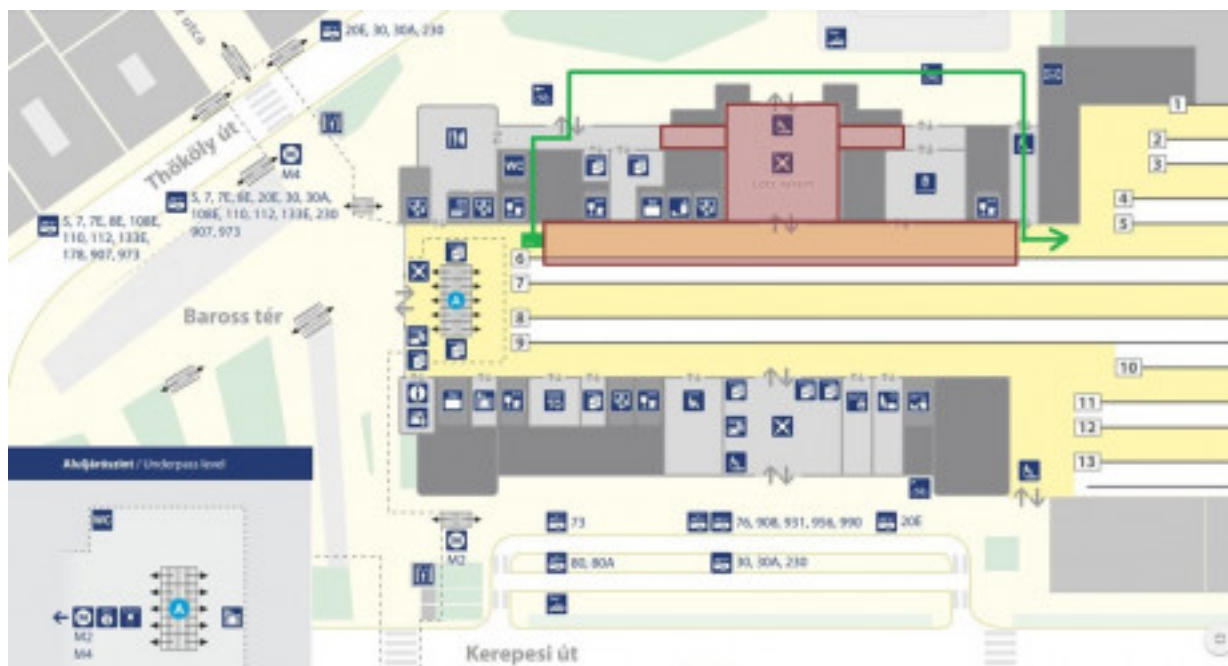 20E, 30, 30A, 230
utca
Thököly út
M4
5, 7, 7E, 8E, 20E, 30, 30A,
108E, 110, 112, 133E, 230
907, 973
5, 7, 7E, 8E, 108E,
110, 112, 133E,
178, 907, 973
WC
1
2
3
4
5
6
7
8
9
10
11
12
13
A
Baross tér
Aluljárószint / Underpass level
WC
A
M2
M4
M2
73
76, 908, 931, 956, 990
20E
80, 80A
30, 30A, 230
Kerepesi út